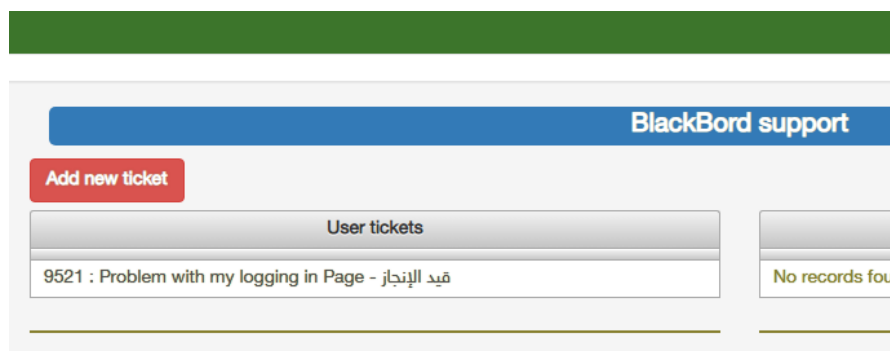 BlackBord support
Add new ticket
User tickets
9521 : Problem with my logging in Page - قيد الإنجاز
No records fou